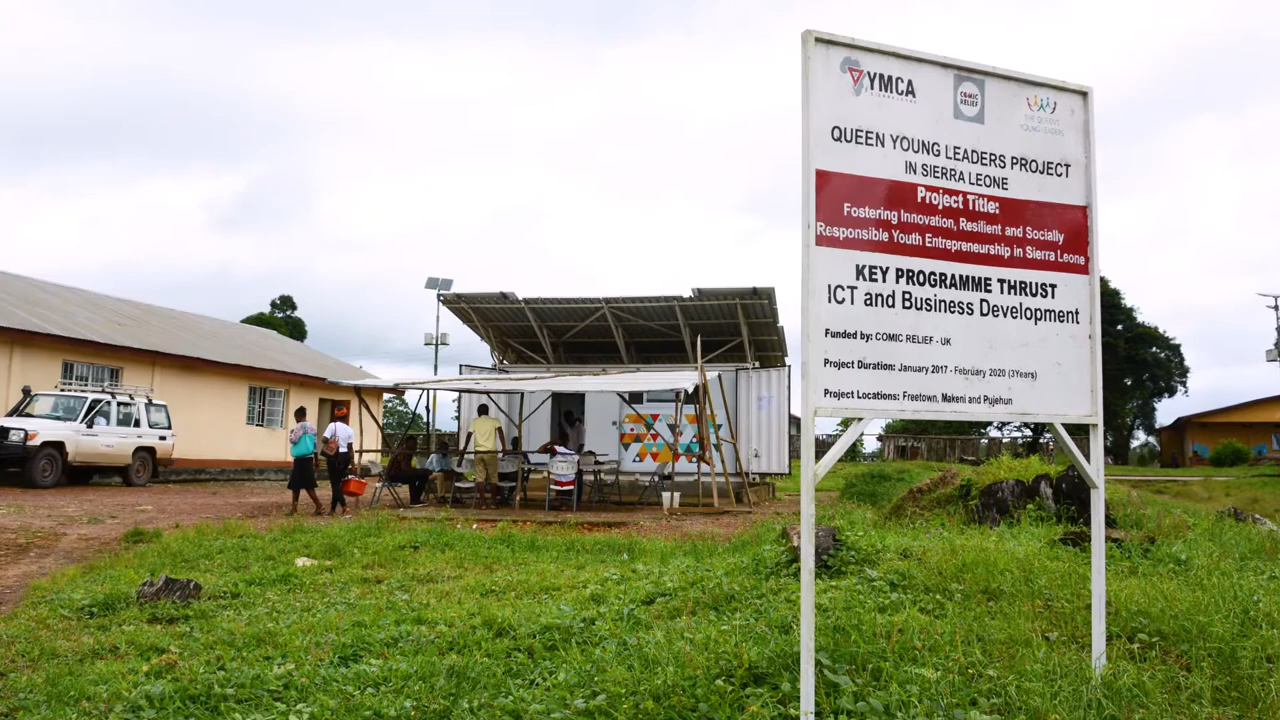 YMCA
SIERRA LEONE
COMIC
RELIEF
THE QUEEN'S
YOUNG LEADERS
QUEEN YOUNG LEADERS PROJECT
IN SIERRA LEONE
Project Title:
Fostering Innovation, Resilient and Socially
Responsible Youth Entrepreneurship in Sierra Leone
KEY PROGRAMME THRUST
ICT and Business Development
Funded by: COMIC RELIEF - UK
Project Duration: January 2017 - February 2020 (3Years)
Project Locations: Freetown, Makeni and Pujehun